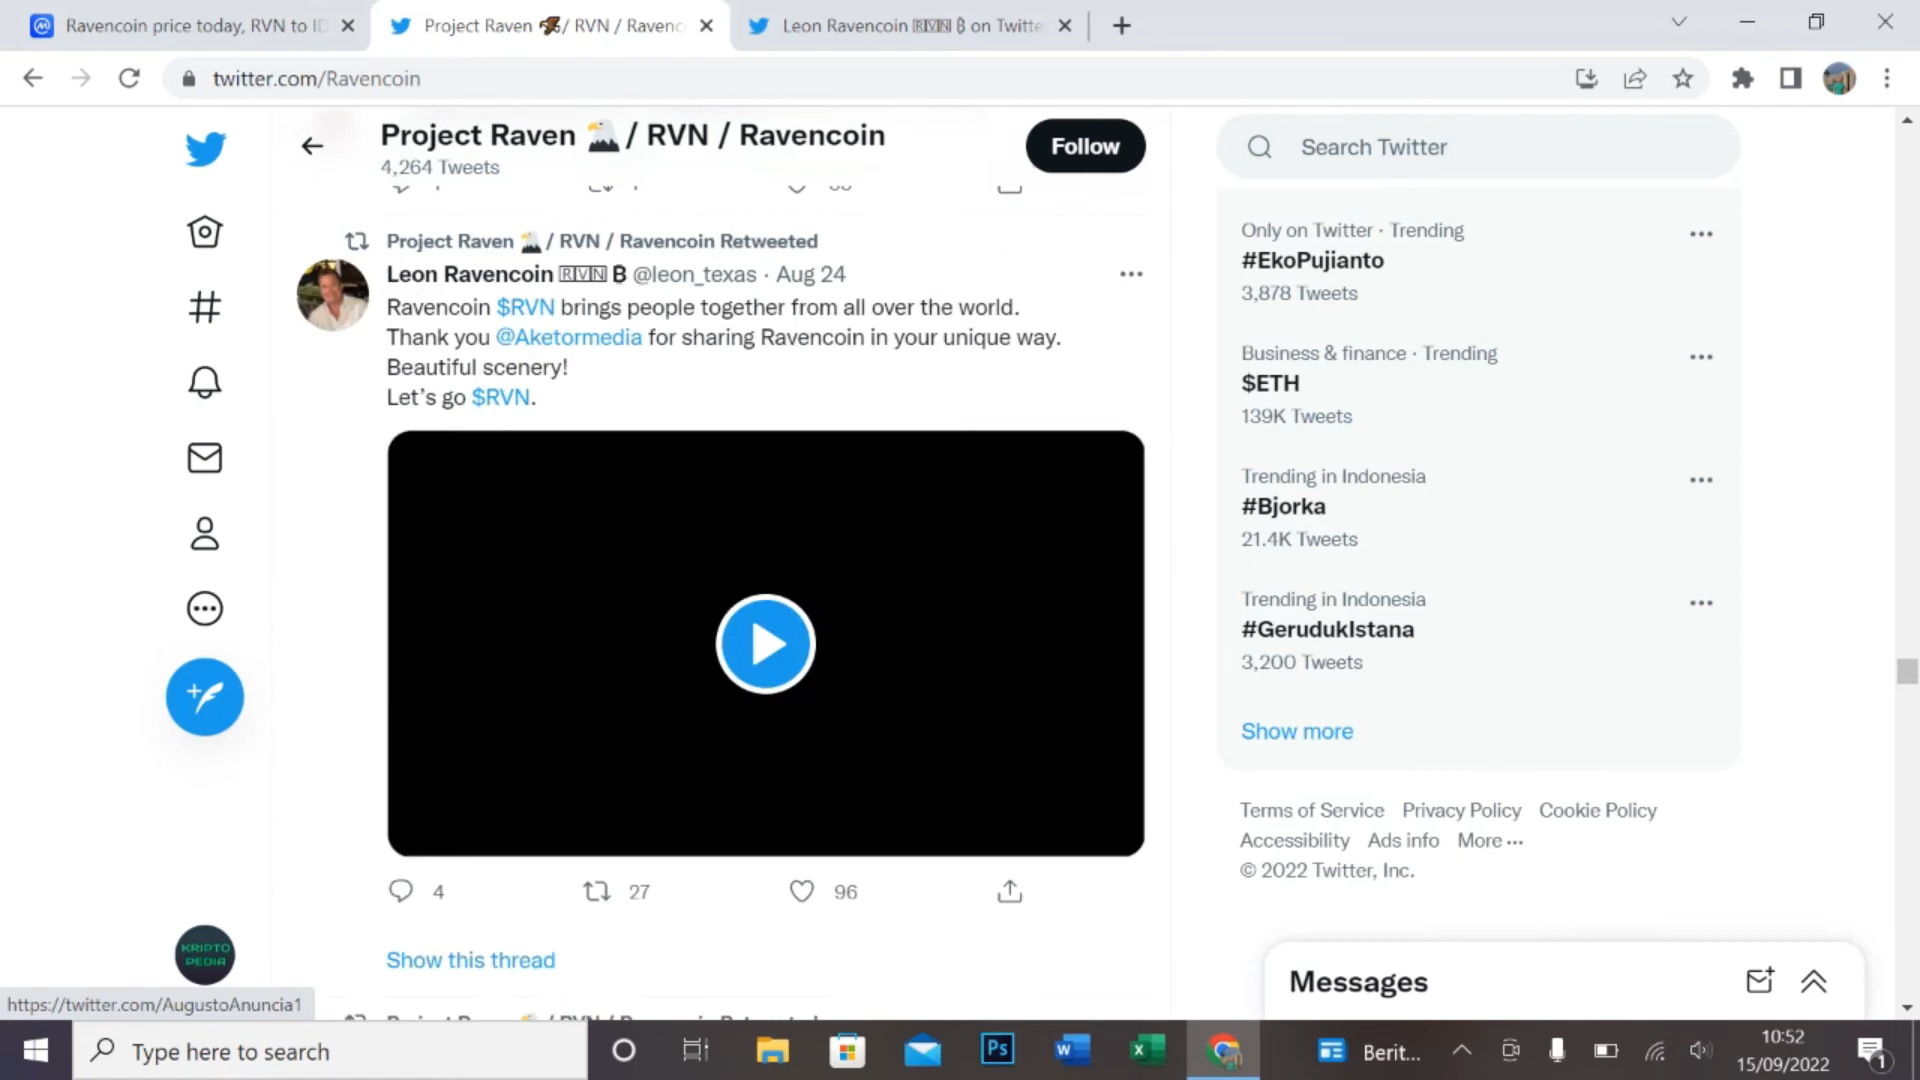 Ravencoin price today, RVN to ID
Project Raven / RVN / Ravenc
Leon Ravencoin 🅁🅅🄽 ₿ on Twitte
twitter.com/Ravencoin
Project Raven 🦅 / RVN / Ravencoin
4,264 Tweets
Follow
Project Raven 🦅 / RVN / Ravencoin Retweeted
Leon Ravencoin 🅁🅅🄽 ₿ @leon_texas · Aug 24
Ravencoin $RVN brings people together from all over the world.
Thank you @Aketormedia for sharing Ravencoin in your unique way.
Beautiful scenery!
Let’s go $RVN.
4 27 96
Show this thread
Search Twitter
Only on Twitter · Trending
#EkoPujianto
3,878 Tweets
Business & finance · Trending
$ETH
139K Tweets
Trending in Indonesia
#Bjorka
21.4K Tweets
Trending in Indonesia
#GerudukIstana
3,200 Tweets
Show more
Terms of Service Privacy Policy Cookie Policy
Accessibility Ads info More ···
© 2022 Twitter, Inc.
Messages
KRIPTO
PEDIA
https://twitter.com/AugustoAnuncia1
Type here to search
Ps
W
X
Berit...
10:52
15/09/2022
1